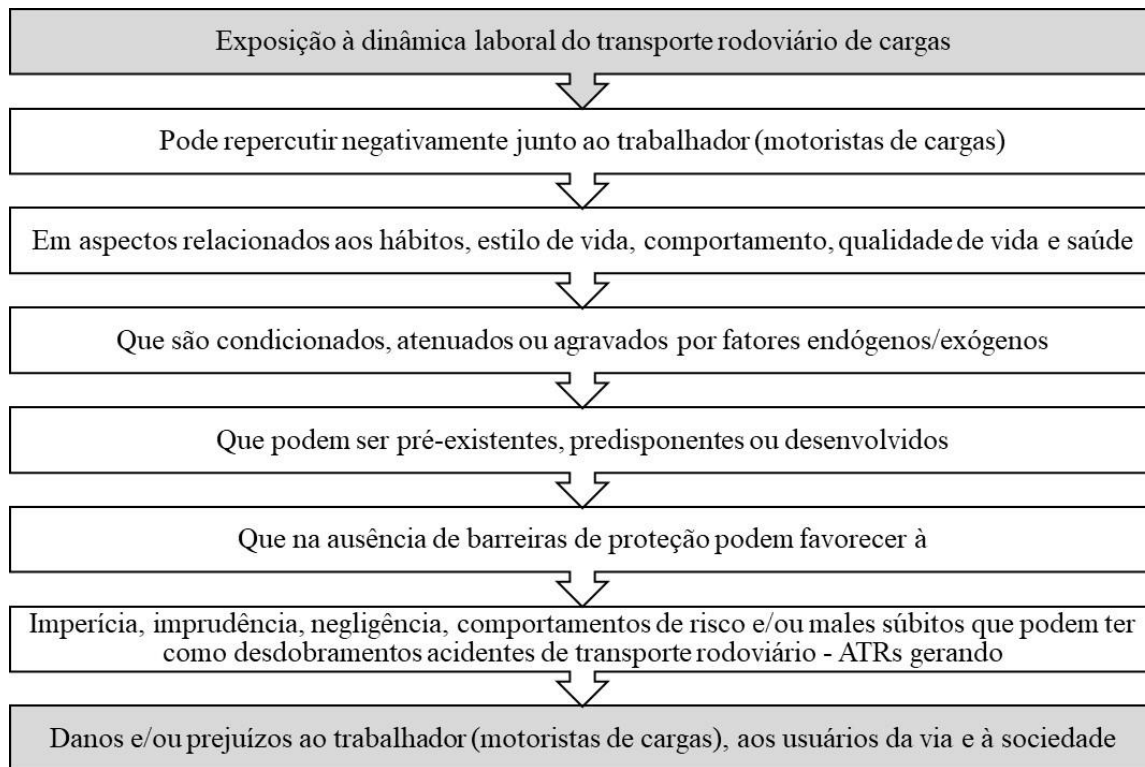 Exposição à dinâmica laboral do transporte rodoviário de cargas
Pode repercutir negativamente junto ao trabalhador (motoristas de cargas)
Em aspectos relacionados aos hábitos, estilo de vida, comportamento, qualidade de vida e saúde
Que são condicionados, atenuados ou agravados por fatores endógenos/exógenos
Que podem ser pré-existentes, predisponentes ou desenvolvidos
Que na ausência de barreiras de proteção podem favorecer à
Imperícia, imprudência, negligência, comportamentos de risco e/ou males súbitos que podem ter
como desdobramentos acidentes de transporte rodoviário - ATRs gerando
Danos e/ou prejuízos ao trabalhador (motoristas de cargas), aos usuários da via e à sociedade